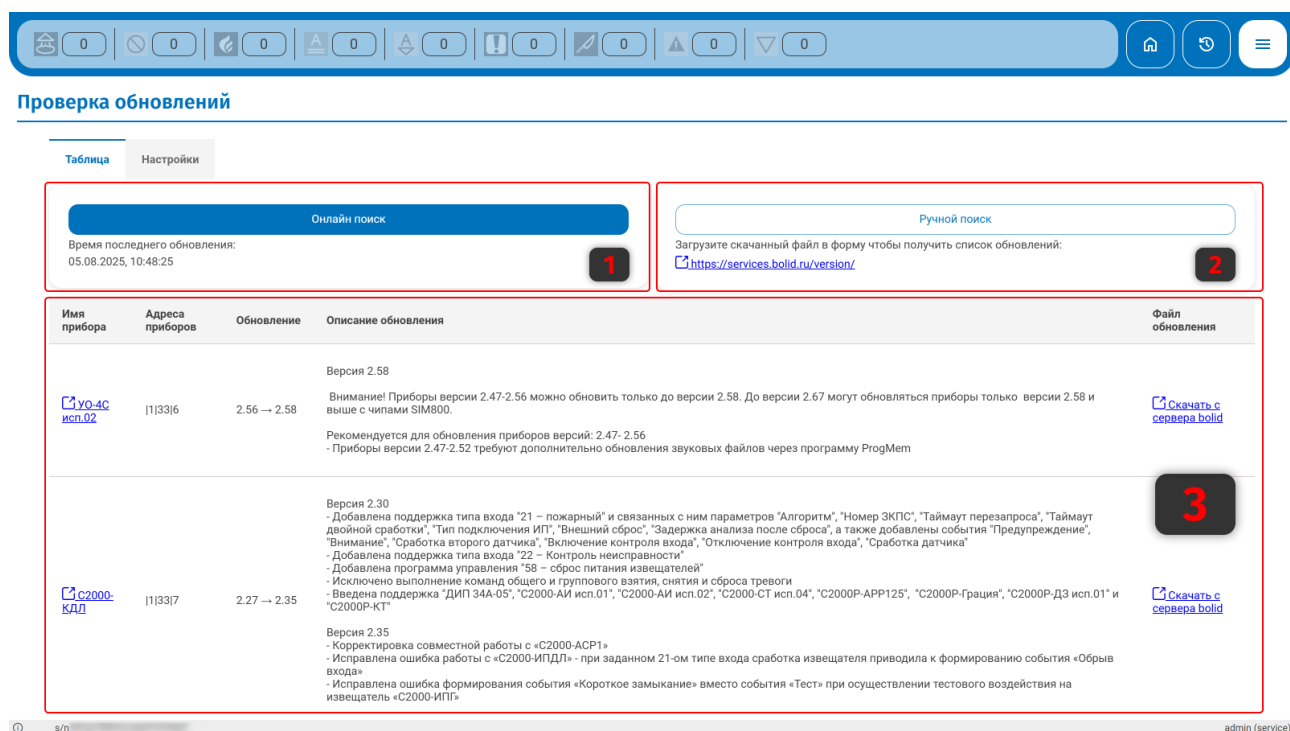 0 0 0 0 0 0 0 0 0
Проверка обновлений
Таблица Настройки
Онлайн поиск
Время последнего обновления:
05.08.2025, 10:48:25
1
Ручной поиск
Загрузите скачанный файл в форму чтобы получить список обновлений:
https://services.bolid.ru/version/
2
Имя прибора Адреса приборов Обновление Описание обновления Файл обновления
УО-4С исп.02
|1|33|6
2.56 → 2.58
Версия 2.58
Внимание! Приборы версии 2.47-2.56 можно обновить только до версии 2.58. До версии 2.67 могут обновляться приборы только версии 2.58 и
выше с чипами SIM800.
Рекомендуется для обновления приборов версий: 2.47- 2.56
- Приборы версии 2.47-2.52 требуют дополнительно обновления звуковых файлов через программу ProgMem
Скачать с
сервера bolid
3
С2000-
КДЛ
|1|33|7
2.27 → 2.35
Версия 2.30
- Добавлена поддержка типа входа "21 – пожарный" и связанных с ним параметров "Алгоритм", "Номер ЗКПС", "Таймаут перезапроса", "Таймаут
двойной сработки", "Тип подключения ИП", "Внешний сброс", "Задержка анализа после сброса", а также добавлены события "Предупреждение",
"Внимание", "Сработка второго датчика", "Включение контроля входа", "Отключение контроля входа", "Сработка датчика"
- Добавлена поддержка типа входа "22 – Контроль неисправности"
- Добавлена программа управления "58 – сброс питания извещателей"
- Исключено выполнение команд общего и группового взятия, снятия и сброса тревоги
- Введена поддержка "ДИП 34А-05", "С2000-АИ исп.01", "С2000-АИ исп.02", "С2000-СТ исп.04", "С2000Р-АРР125", "С2000Р-Грация", "С2000Р-ДЗ исп.01" и
"С2000Р-КТ"
Версия 2.35
- Корректировка совместной работы с «С2000-АСР1»
- Исправлена ошибка работы с «С2000-ИПДЛ» - при заданном 21-ом типе входа сработка извещателя приводила к формированию события «Обрыв
входа»
- Исправлена ошибка формирования события «Короткое замыкание» вместо события «Тест» при осуществлении тестового воздействия на
извещатель «С2000-ИПГ»
Скачать с
сервера bolid
s/n
admin (service)